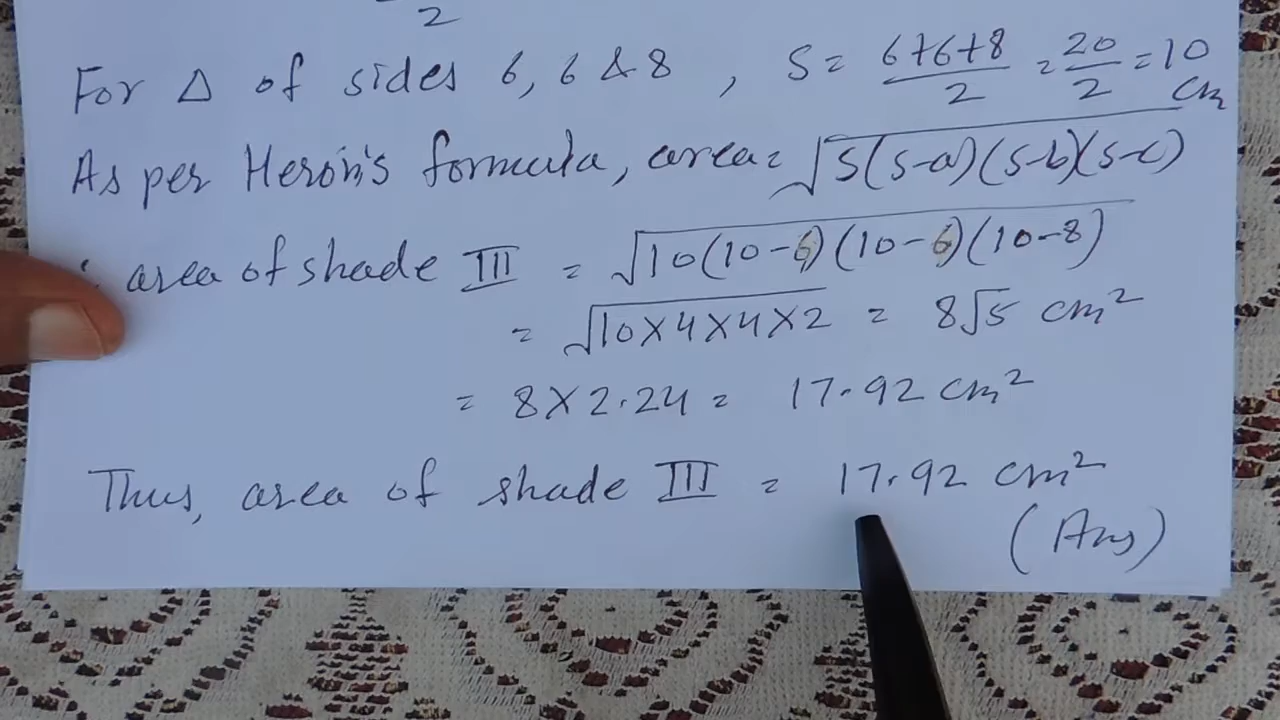 2
For Δ of sides 6, 6 & 8 , S = 6+6+8/2 = 20/2 = 10 cm
As per Heron's formula, area = √S(S-a)(S-b)(S-c)
∴ area of shade III = √10(10-6)(10-6)(10-8)
= √10×4×4×2 = 8√5 cm²
= 8×2.24 = 17.92 cm²
Thus, area of shade III = 17.92 cm²
(Ans)